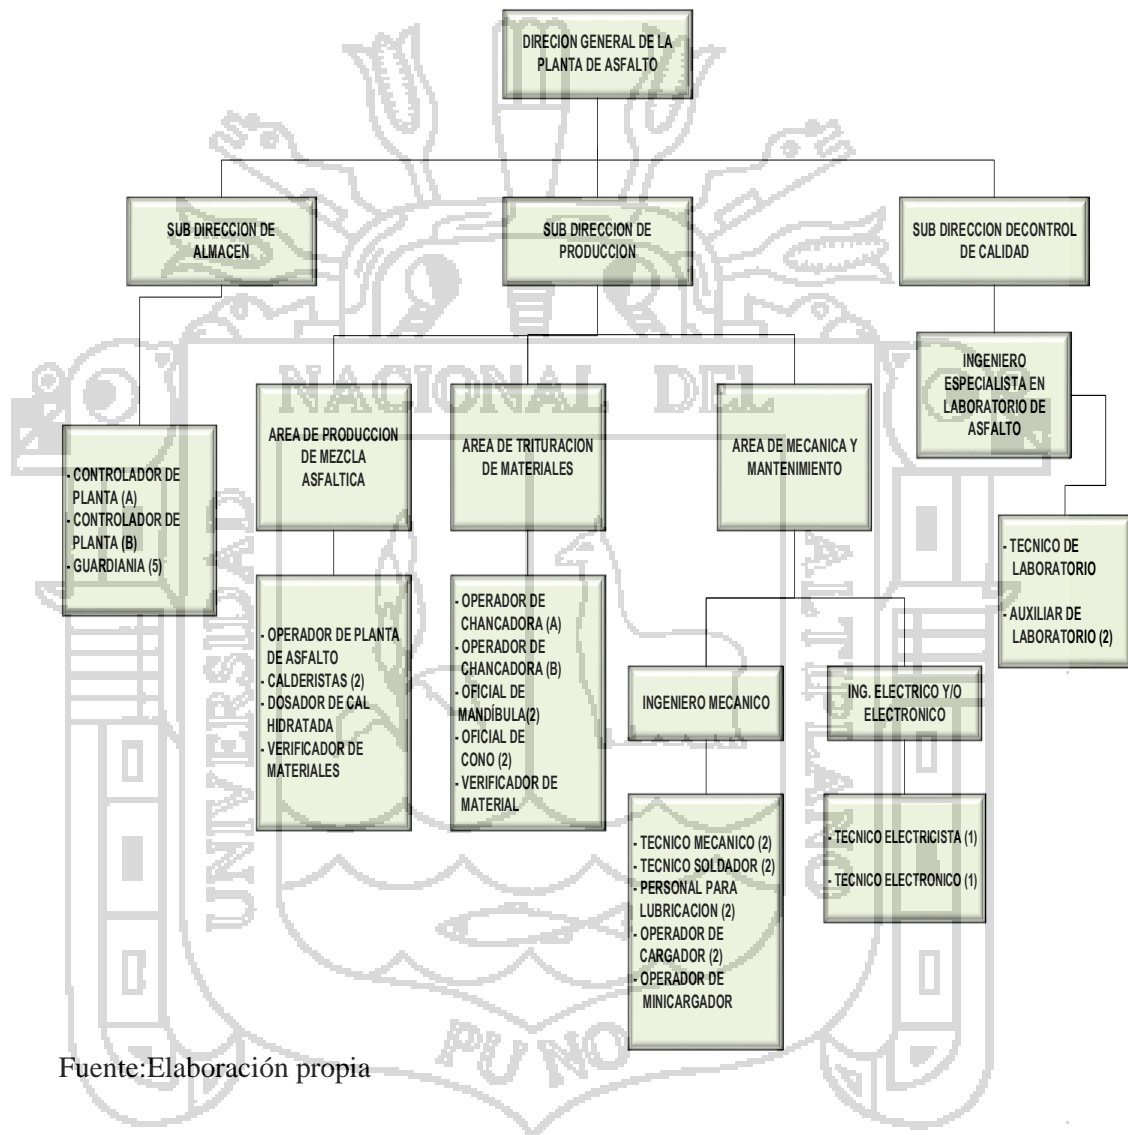 DIRECION GENERAL DE LA
PLANTA DE ASFALTO
SUB DIRECCION DE
ALMACEN
SUB DIRECCION DE
PRODUCCION
SUB DIRECCION DECONTROL
DE CALIDAD
INGENIERO
ESPECIALISTA EN
LABORATORIO DE
ASFALTO
- CONTROLADOR DE
PLANTA (A)
- CONTROLADOR DE
PLANTA (B)
- GUARDIANIA (5)
AREA DE PRODUCCION
DE MEZCLA
ASFALTICA
AREA DE TRITURACION
DE MATERIALES
AREA DE MECANICA Y
MANTENIMIENTO
- TECNICO DE
LABORATORIO
- AUXILIAR DE
LABORATORIO (2)
- OPERADOR DE PLANTA
DE ASFALTO
- CALDERISTAS (2)
- DOSADOR DE CAL
HIDRATADA
- VERIFICADOR DE
MATERIALES
- OPERADOR DE
CHANCADORA (A)
- OPERADOR DE
CHANCADORA (B)
- OFICIAL DE
MANDÍBULA(2)
- OFICIAL DE
CONO (2)
- VERIFICADOR DE
MATERIAL
INGENIERO MECANICO
ING. ELECTRICO Y/O
ELECTRONICO
- TECNICO MECANICO (2)
- TECNICO SOLDADOR (2)
- PERSONAL PARA
LUBRICACION (2)
- OPERADOR DE
CARGADOR (2)
- OPERADOR DE
MINICARGADOR
- TECNICO ELECTRICISTA (1)
- TECNICO ELECTRONICO (1)
UNIVERSIDAD
NACIONAL DEL
ALTIPLANO
PUNO
Fuente:Elaboración propia